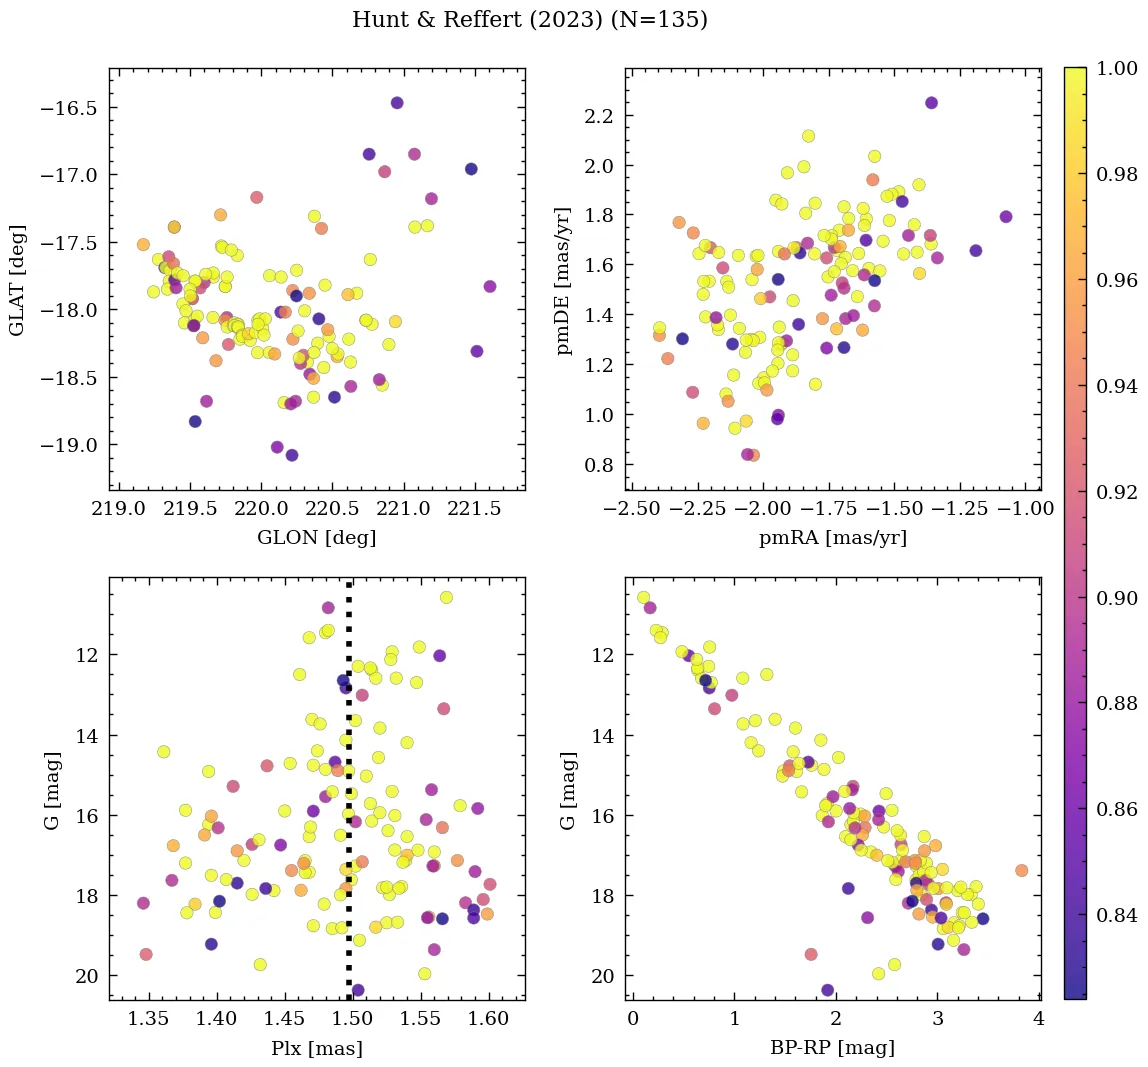 Hunt & Reffert (2023) (N=135)
−16.5
−17.0
−17.5
−18.0
−18.5
−19.0
GLAT [deg]
219.0 219.5 220.0 220.5 221.0 221.5
GLON [deg]
2.2
2.0
1.8
1.6
1.4
1.2
1.0
0.8
pmDE [mas/yr]
−2.50 −2.25 −2.00 −1.75 −1.50 −1.25 −1.00
pmRA [mas/yr]
12
14
16
18
20
G [mag]
1.35 1.40 1.45 1.50 1.55 1.60
Plx [mas]
12
14
16
18
20
G [mag]
0 1 2 3 4
BP-RP [mag]
1.00
0.98
0.96
0.94
0.92
0.90
0.88
0.86
0.84